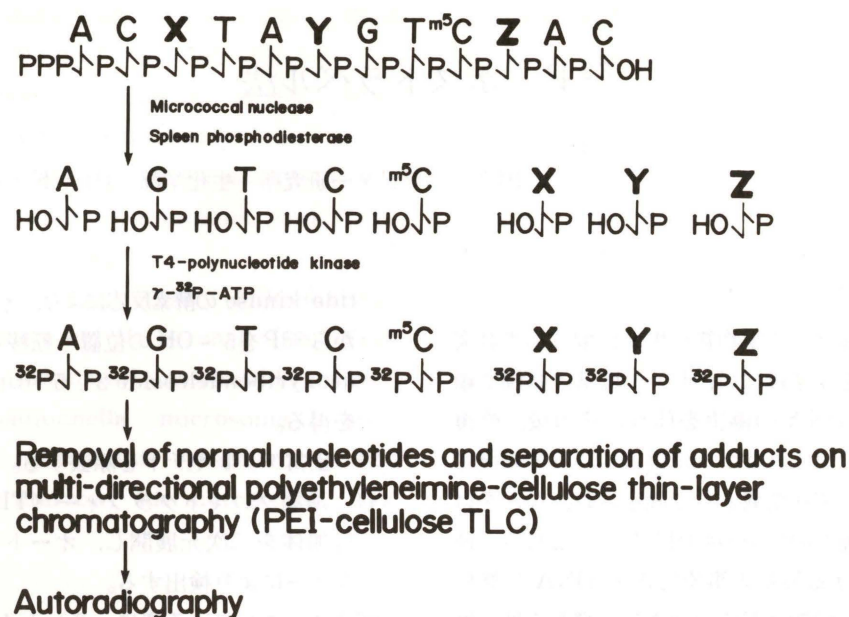 A C X T A Y G T m5C Z A C
PPP P P P P P P P P P P P OH
Micrococcal nuclease
Spleen phosphodiesterase
A G T C m5C X Y Z
HO P HO P HO P HO P HO P HO P HO P HO P
T4-polynucleotide kinase
γ-32P-ATP
A G T C m5C X Y Z
32P P 32P P 32P P 32P P 32P P 32P P 32P P 32P P
Removal of normal nucleotides and separation of adducts on
multi-directional polyethyleneimine-cellulose thin-layer
chromatography (PEI-cellulose TLC)
Autoradiography